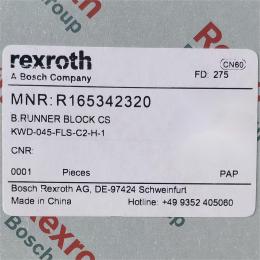 rexroth
A Bosch Company
CN60
FD: 275
MNR: R165342320
B.RUNNER BLOCK CS
KWD-045-FLS-C2-H-1
CNR:
0001 Pieces PAP
Bosch Rexroth AG, DE-97424 Schweinfurt
Made in China Hotline: +49 9352 405060